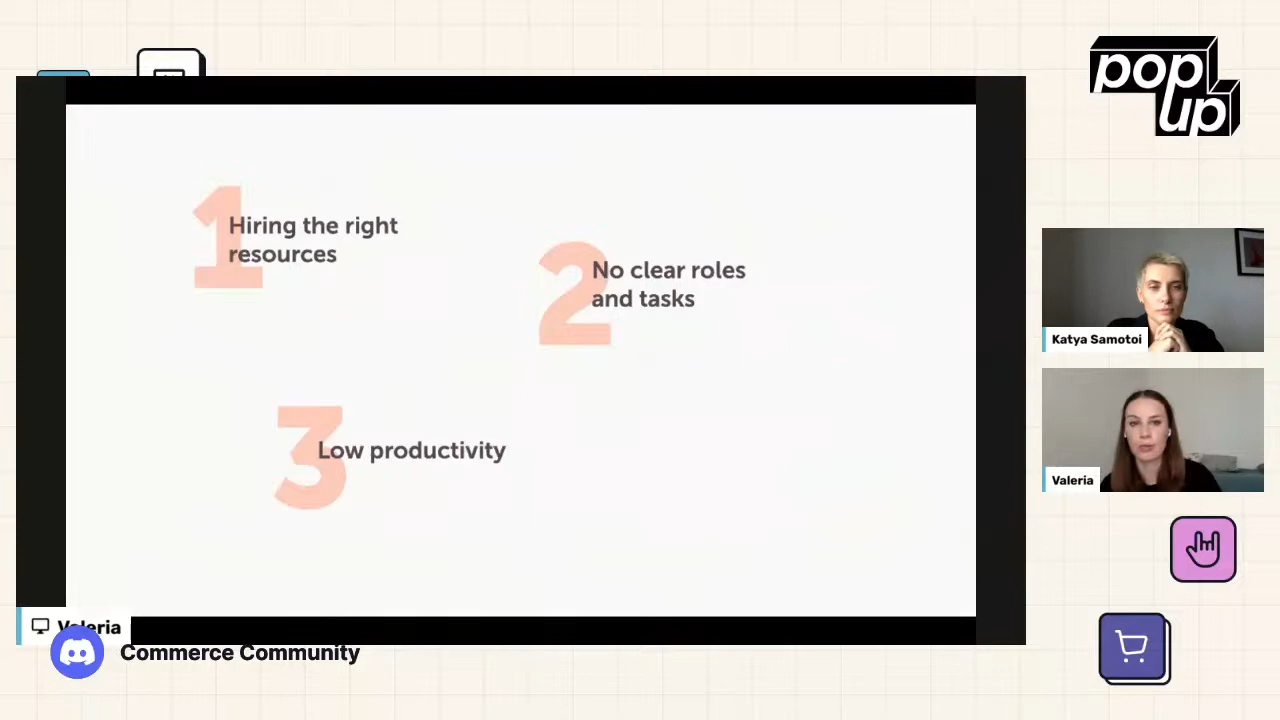 pop
up
1
Hiring the right
resources
2
No clear roles
and tasks
3
Low productivity
Katya Samotoi
Valeria
Valeria
Commerce Community